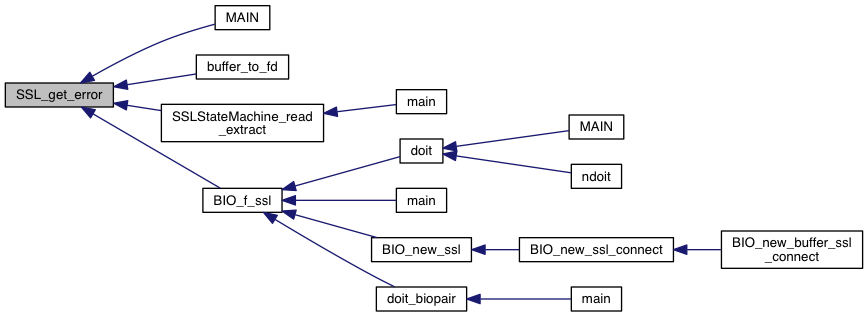 MAIN
buffer_to_fd
SSL_get_error
SSLStateMachine_read
_extract
main
MAIN
doit
ndoit
BIO_f_ssl
main
BIO_new_ssl
BIO_new_ssl_connect
BIO_new_buffer_ssl
_connect
doit_biopair
main